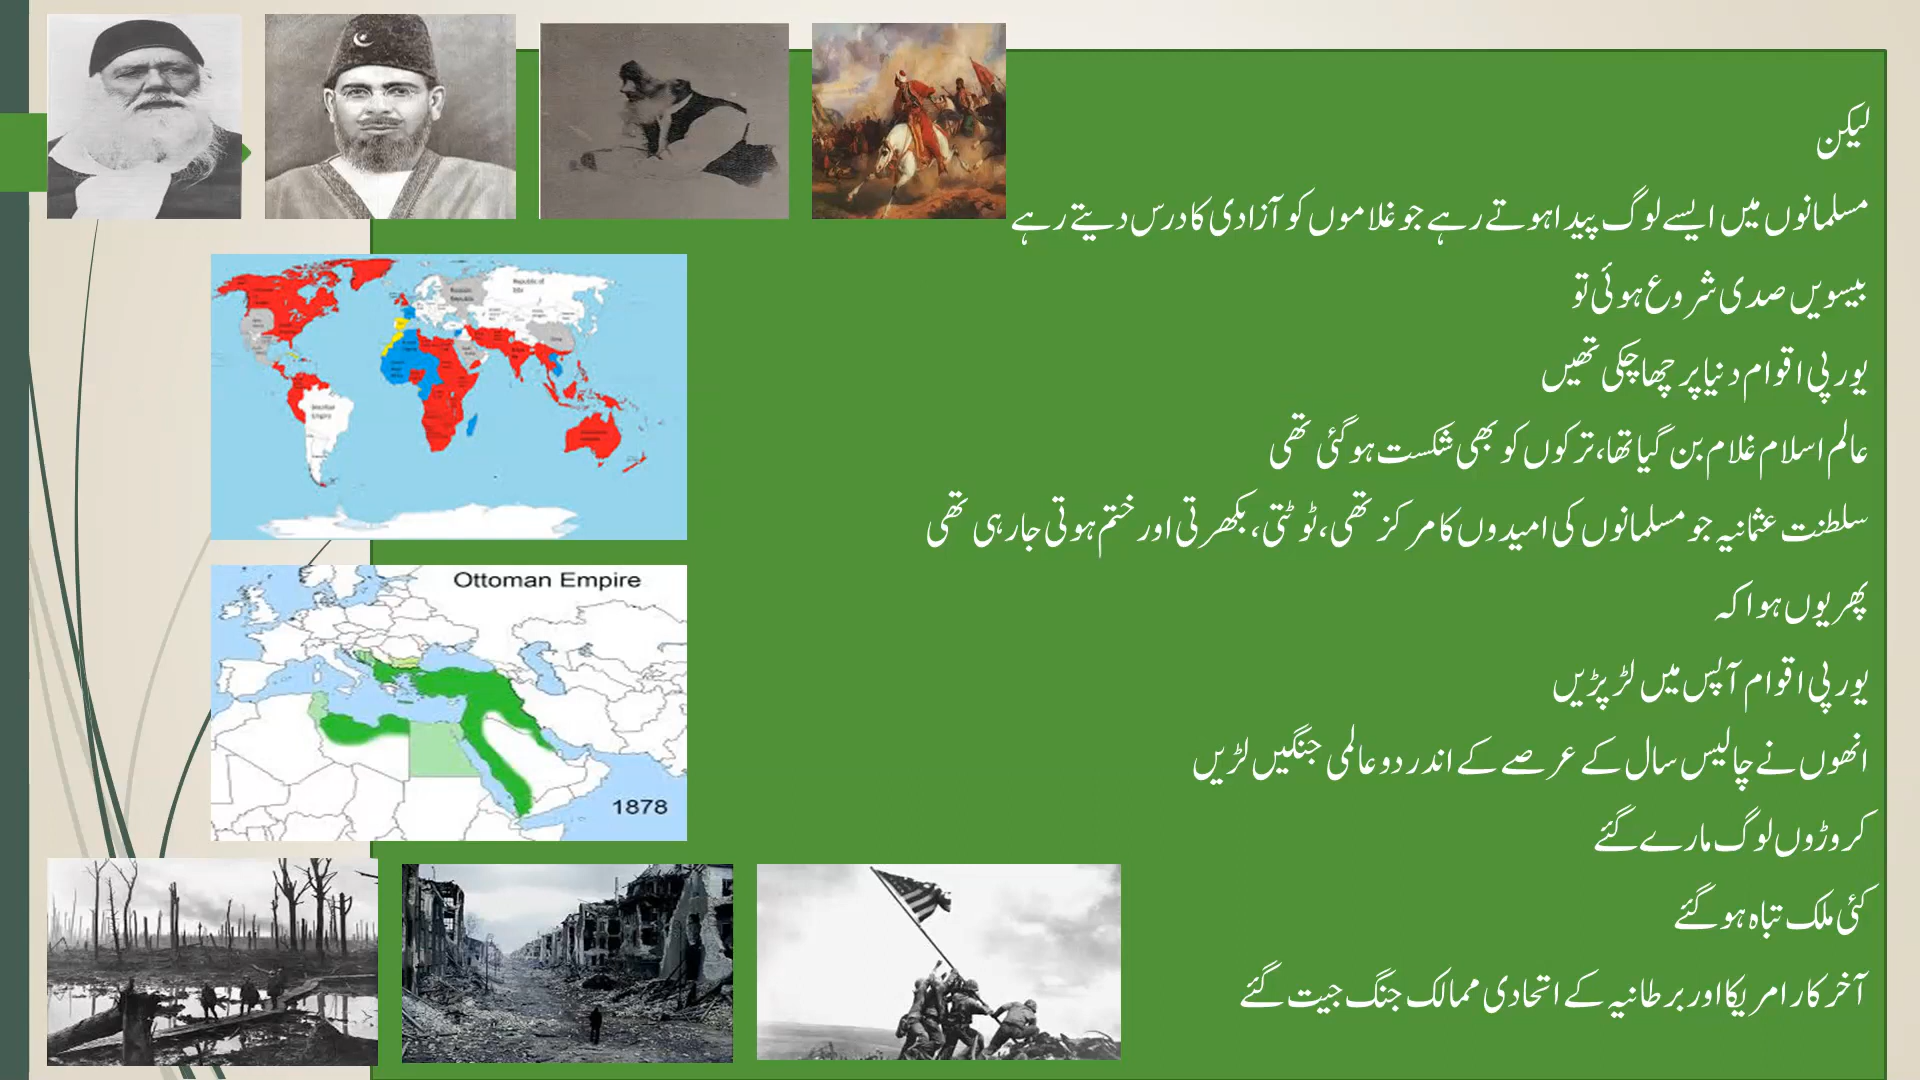 لیکن
مسلمانوں میں ایسے لوگ پیدا ہوتے رہے جو غلاموں کو آزادی کا درس دیتے رہے
بیسویں صدی شروع ہوئی تو
یورپی اقوام دنیا پر چھا چکی تھیں
عالم اسلام غلام بن گیا تھا، ترکوں کو بھی شکست ہو گئی تھی
سلطنت عثمانیہ جو مسلمانوں کی امیدوں کا مرکز تھی، ٹوٹتی، بکھرتی اور ختم ہوتی جا رہی تھی
پھر یوں ہوا کہ
یورپی اقوام آپس میں لڑ پڑیں
انھوں نے چالیس سال کے عرصے کے اندر دو عالمی جنگیں لڑیں
کروڑوں لوگ مارے گئے
کئی ملک تباہ ہو گئے
آخر کار امریکا اور برطانیہ کے اتحادی ممالک جنگ جیت گئے
Ottoman Empire
1878